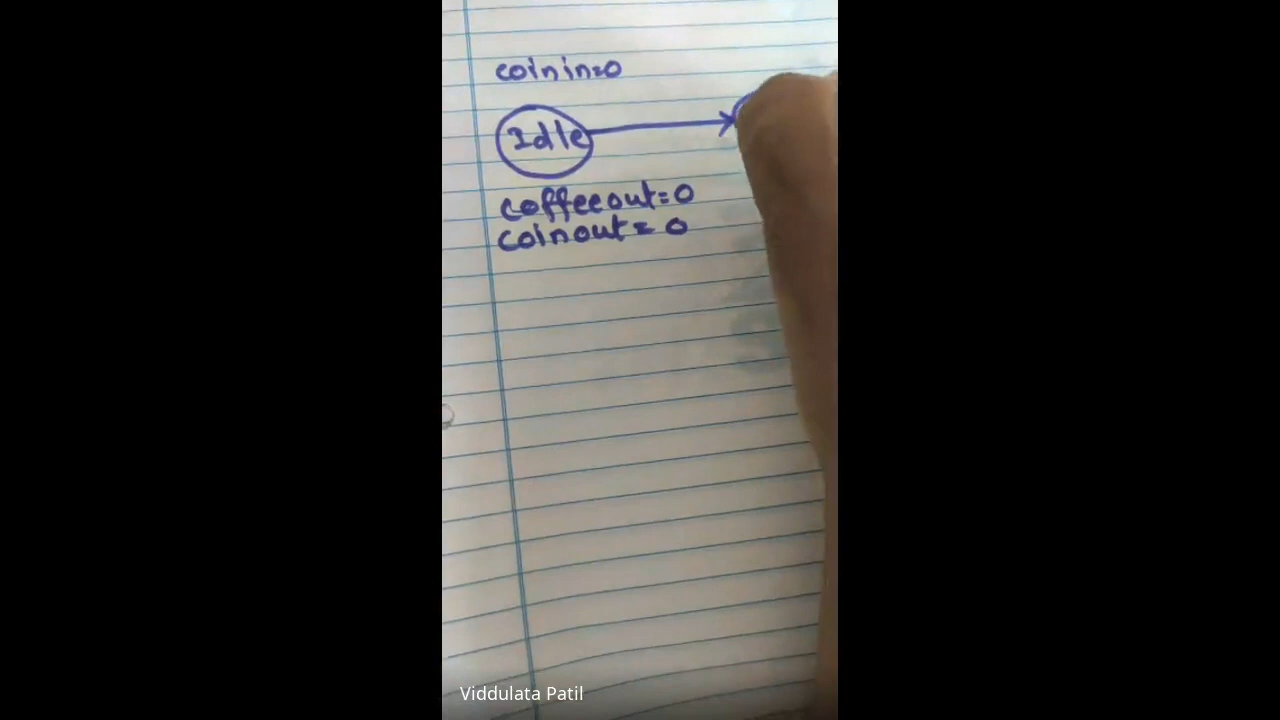 coinin=0
Idle
coffeeout=0
coinout = 0
Viddulata Patil